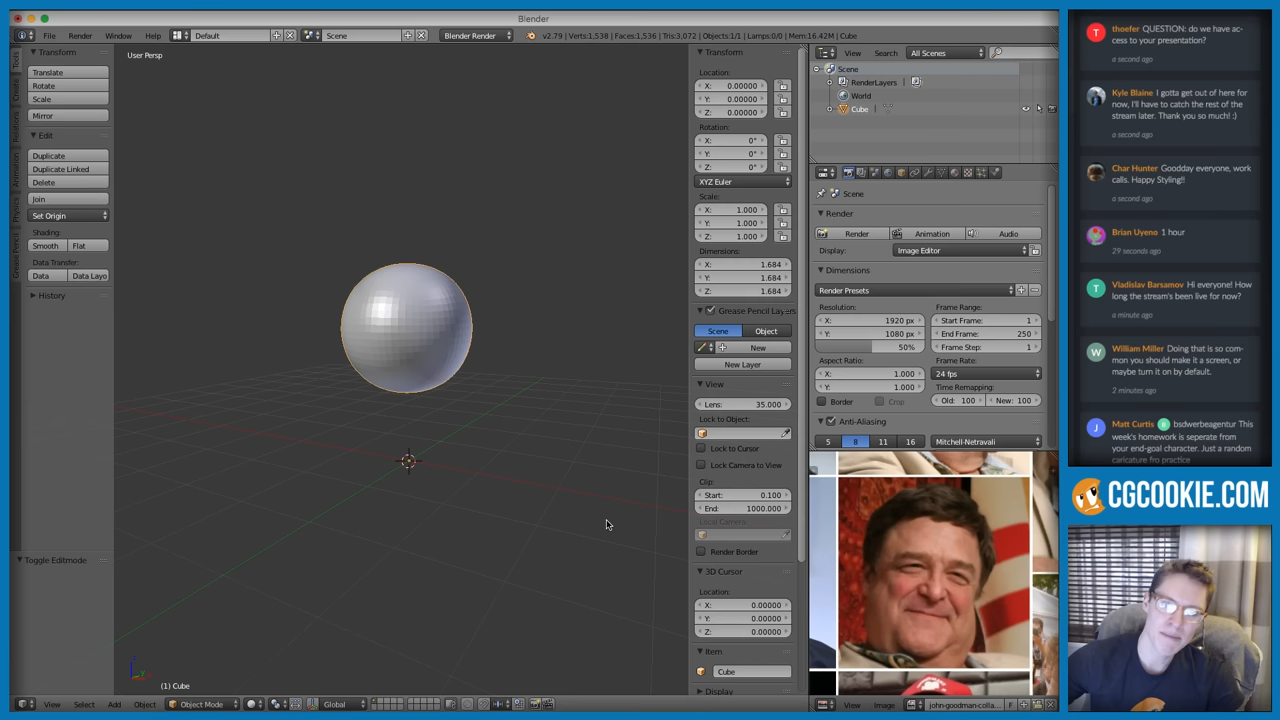 Blender
File
Render
Window
Help
Default
Scene
Blender Render
v2.79 | Verts:1,538 | Faces:1,536 | Tris:3,072 | Objects:1/1 | Lamps:0/0 | Mem:16.42M | Cube
Tools
Create
Relations
Animation
Physics
Grease Pencil
Transform
Translate
Rotate
Scale
Mirror
Edit
Duplicate
Duplicate Linked
Delete
Join
Set Origin
Shading:
Smooth
Flat
Data Transfer:
Data
Data Layo
History
Toggle Editmode
User Persp
(1) Cube
View
Select
Add
Object
Object Mode
Global
Transform
Location:
X: 0.00000
Y: 0.00000
Z: 0.00000
Rotation:
X: 0°
Y: 0°
Z: 0°
XYZ Euler
Scale:
X: 1.000
Y: 1.000
Z: 1.000
Dimensions:
X: 1.684
Y: 1.684
Z: 1.684
Grease Pencil Layers
Scene
Object
New
New Layer
View
Lens: 35.000
Lock to Object:
Lock to Cursor
Lock Camera to View
Clip:
Start: 0.100
End: 1000.000
Local Camera:
Render Border
3D Cursor
Location:
X: 0.00000
Y: 0.00000
Z: 0.00000
Item
Cube
Display
View
Search
All Scenes
Scene
RenderLayers
World
Cube
Scene
Render
Render
Animation
Audio
Display:
Image Editor
Dimensions
Render Presets
Resolution:
X: 1920 px
Y: 1080 px
50%
Frame Range:
Start Frame: 1
End Frame: 250
Frame Step: 1
Aspect Ratio:
X: 1.000
Y: 1.000
Frame Rate:
24 fps
Time Remapping:
Old: 100
New: 100
Border
Crop
Anti-Aliasing
5
8
11
16
Mitchell-Netravali
View
Image
john-goodman-colla...
F
T
thoefer QUESTION: do we have ac-
cess to your presentation?
a second ago
Kyle Blaine I gotta get out of here for
now, I'll have to catch the rest of the
stream later. Thank you so much! :)
a second ago
Char Hunter Goodday everyone, work
calls. Happy Styling!!
a second ago
Brian Uyeno 1 hour
29 seconds ago
T
Vladislav Barsamov Hi everyone! How
long the stream's been live for now?
a minute ago
W
William Miller Doing that is so com-
mon you should make it a screen, or
maybe turn it on by default.
2 minutes ago
J
Matt Curtis 8 bsdwerbeagentur This
week's homework is seperate from
your end-goal character. Just a random
caricature fro practice
CGCOOKIE.COM